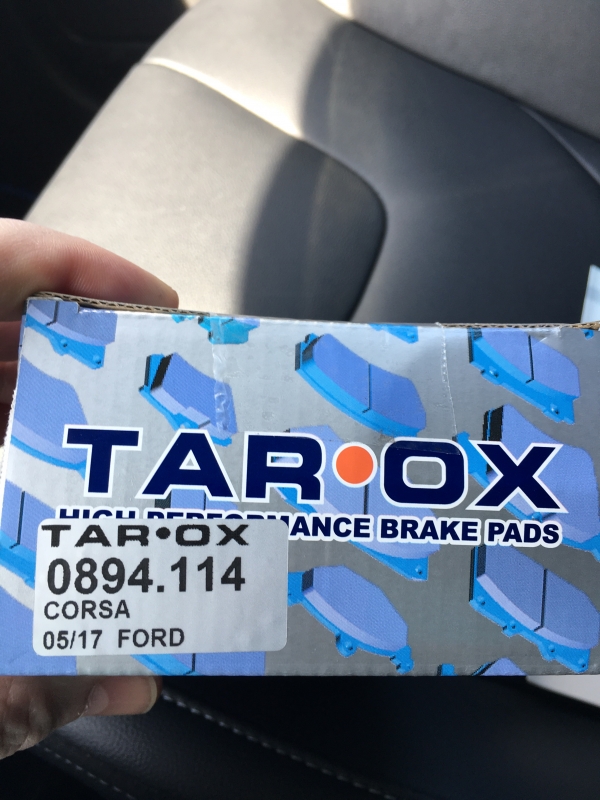 TAR•OX
HIGH PERFORMANCE BRAKE PADS
TAR•OX
0894.114
CORSA
05/17 FORD